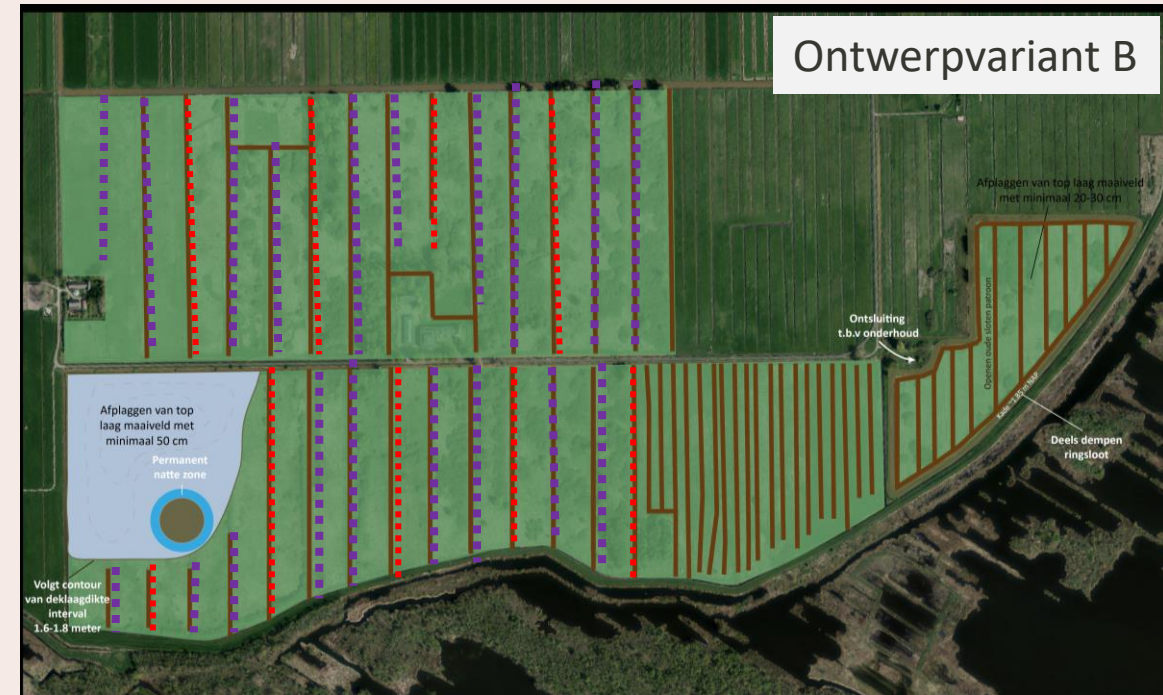 Ontwerpvariant B
Afplaggen van top laag maaiveld
met minimaal 20-30 cm
Ontsluiting
t.b.v onderhoud
Openen oude sloten patroon
Afplaggen van top
laag maaiveld met
minimaal 50 cm
Permanent
natte zone
Deels dempen
ringsloot
Volgt contour
van deklaagdikte
interval
1.6-1.8 meter